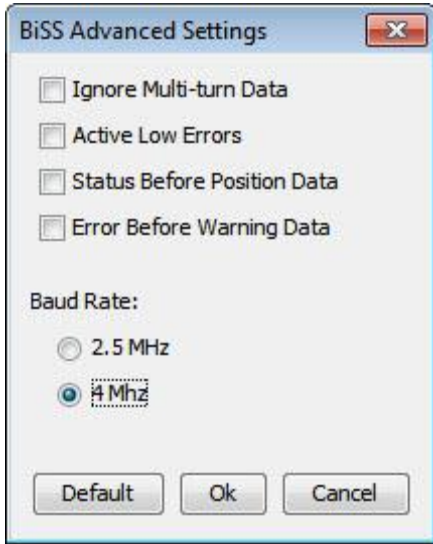 BiSS Advanced Settings
Ignore Multi-turn Data
Active Low Errors
Status Before Position Data
Error Before Warning Data
Baud Rate:
2.5 MHz
4 Mhz
Default Ok Cancel